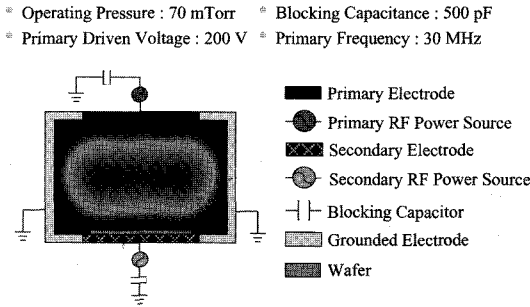 Operating Pressure : 70 mTorr
Blocking Capacitance : 500 pF
Primary Driven Voltage : 200 V
Primary Frequency : 30 MHz
Primary Electrode
Primary RF Power Source
Secondary Electrode
Secondary RF Power Source
Blocking Capacitor
Grounded Electrode
Wafer